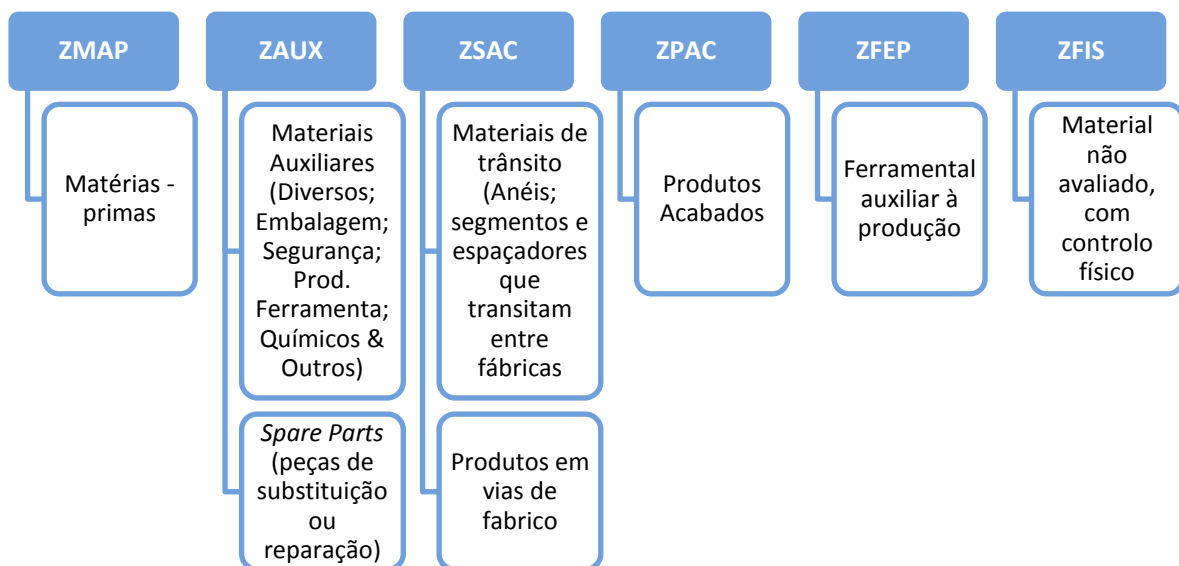 ZMAP
Matérias -
primas
ZAUX
Materiais
Auxiliares
(Diversos;
Embalagem;
Segurança;
Prod.
Ferramenta;
Químicos &
Outros)
Spare Parts
(peças de
substituição
ou
reparação)
ZSAC
Materiais de
trânsito
(Anéis;
segmentos e
espaçadores
que
transitam
entre
fábricas
Produtos em
vias de
fabrico
ZPAC
Produtos
Acabados
ZFEP
Ferramental
auxiliar à
produção
ZFIS
Material
não
avaliado,
com
controlo
físico